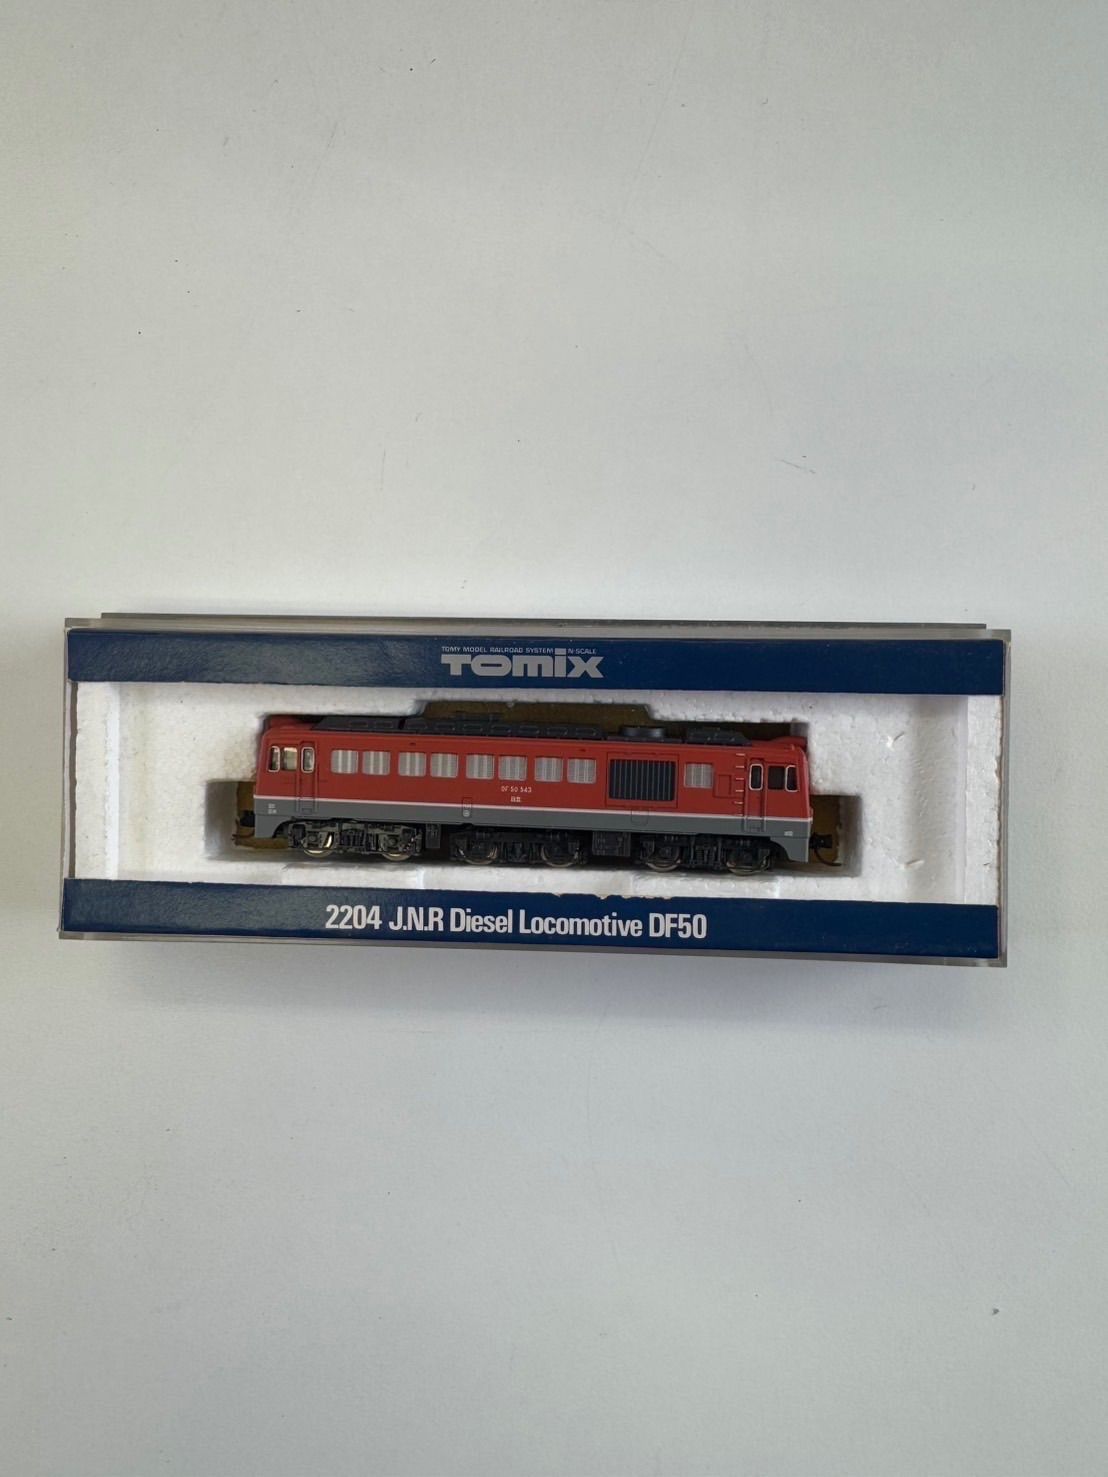 TOMY MODEL RAILROAD SYSTEM N-SCALE
TOMIX
DF 50 543
2204 J.N.R Diesel Locomotive DF50